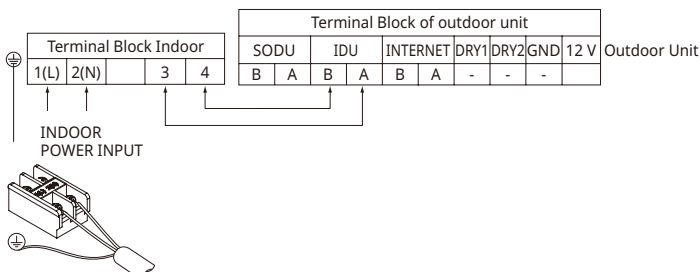 Terminal Block of outdoor unit
Terminal Block Indoor
SODU IDU INTERNET DRY1 DRY2 GND 12 V Outdoor Unit
1(L) 2(N) 3 4
B A B A B A - - -
INDOOR
POWER INPUT